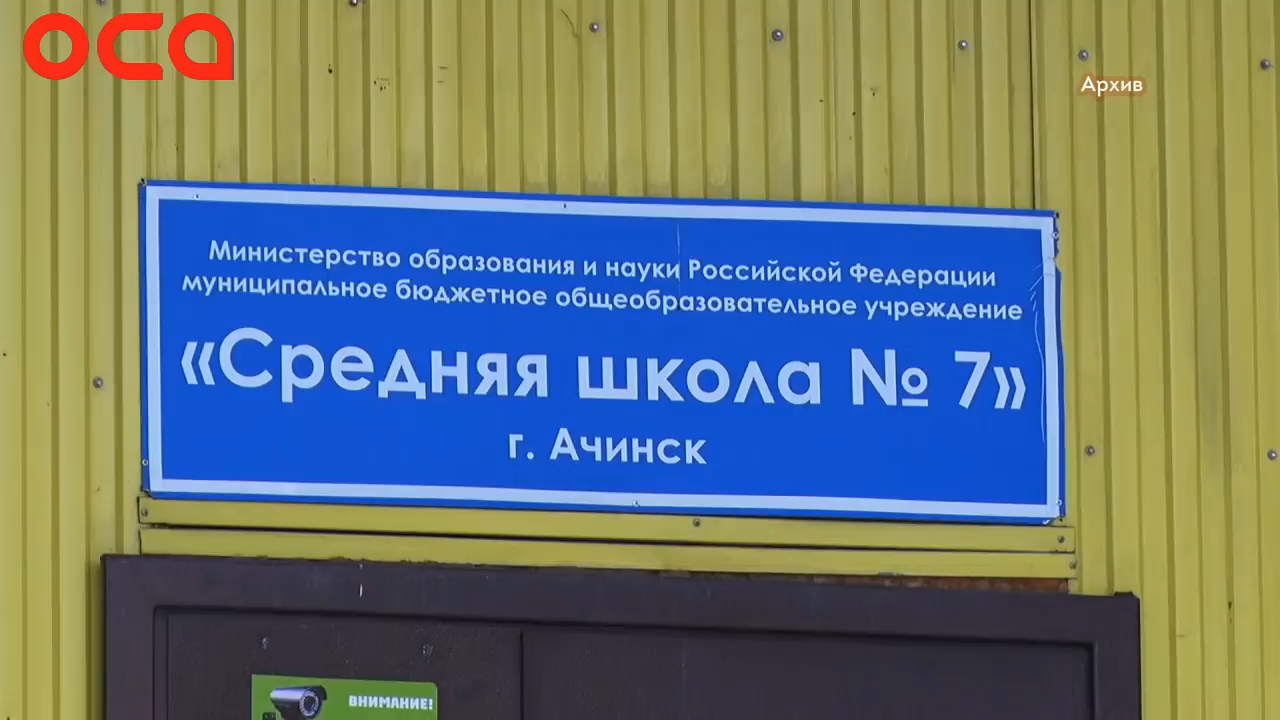 оса
Архив
Министерство образования и науки Российской Федерации
муниципальное бюджетное общеобразовательное учреждение
«Средняя школа № 7»
г. Ачинск
ВНИМАНИЕ!